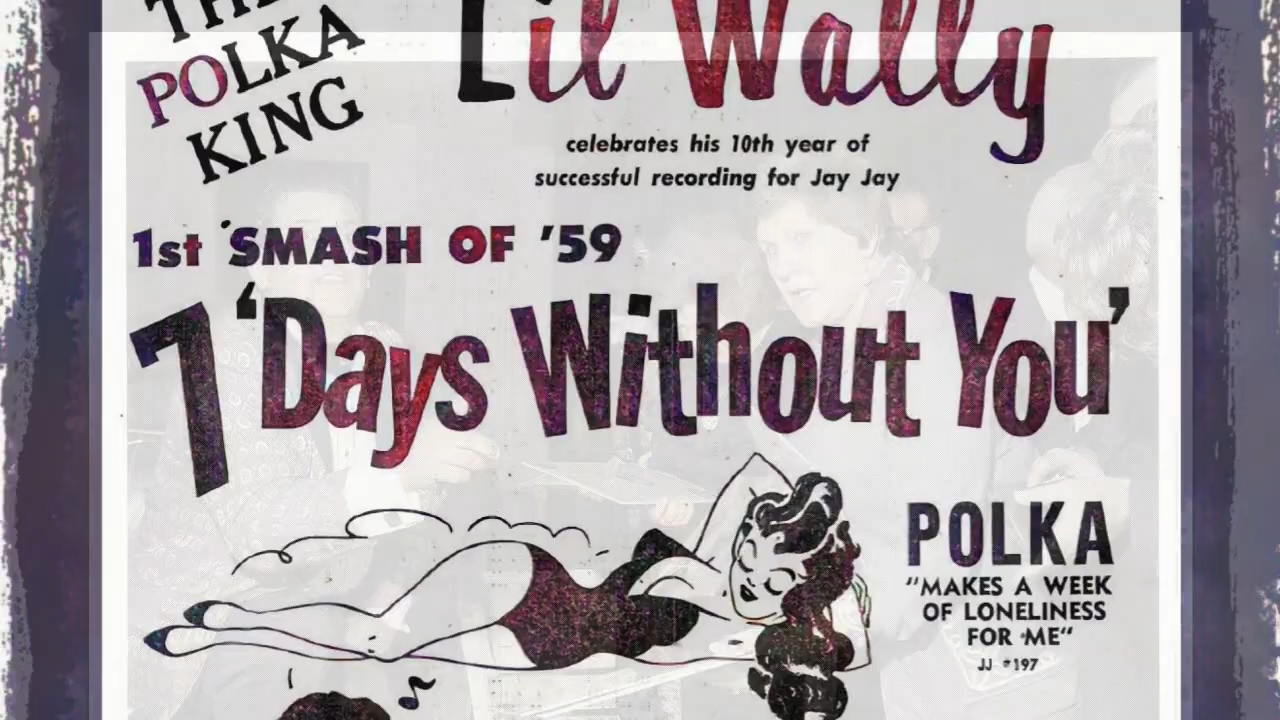 THE
POLKA
KING
Lil Wally
celebrates his 10th year of
successful recording for Jay Jay
1st SMASH OF '59
7 'Days Without You'
POLKA
"MAKES A WEEK
OF LONELINESS
FOR ME"
JJ #197